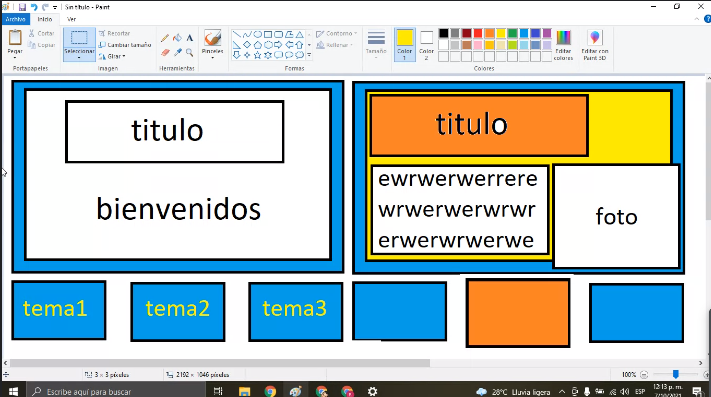 Sin título - Paint
Archivo Inicio Ver
Pegar
Cortar
Copiar
Portapapeles
Seleccionar
Recortar
Cambiar tamaño
Girar
Imagen
A
Herramientas
Pinceles
Contorno
Rellenar
Formas
Tamaño
Color
1
Color
2
Editar
colores
Editar con
Paint 3D
Colores
titulo
bienvenidos
titulo
ewrwerwerrere
wrwerwerwrwr
erwerwrwerwe
foto
tema1
tema2
tema3
3 × 3 píxeles
2192 × 1046 píxeles
100%
Escribe aquí para buscar
28°C Lluvia ligera
ESP
12:13 p. m.
7/10/2021